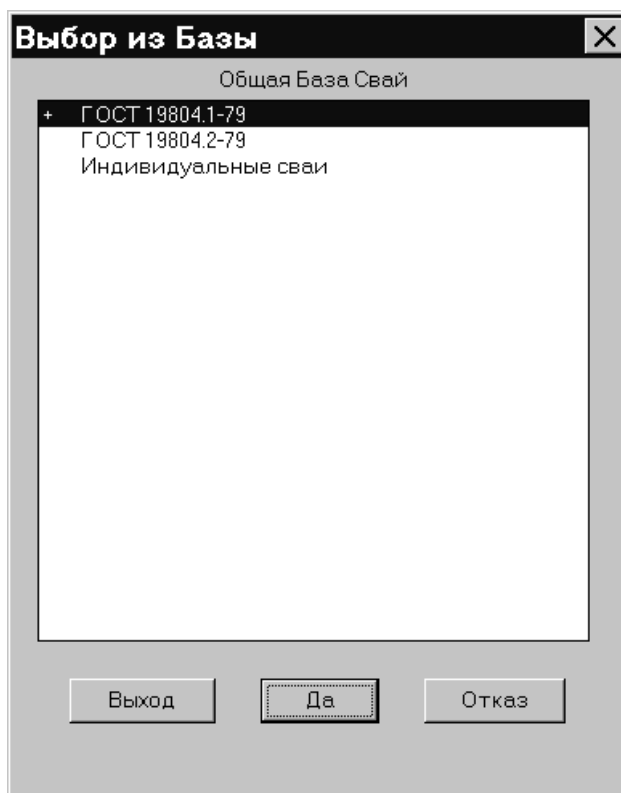 Выбор из Базы
Общая База Свай
+ ГОСТ 19804.1-79
ГОСТ 19804.2-79
Индивидуальные сваи
Выход Да Отказ